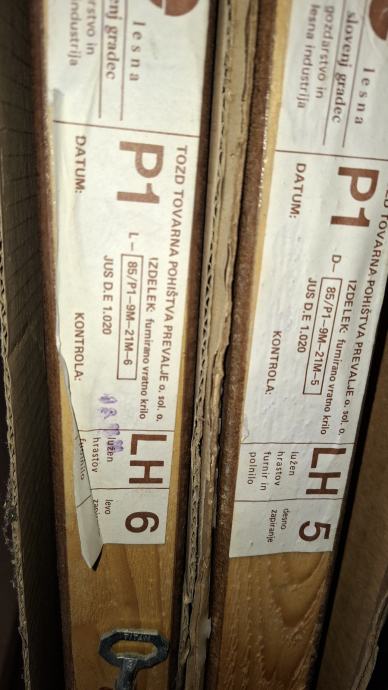 lesna
slovenj gradec
gozdarstvo in
lesna industrija
TOZD TOVARNA POHIŠTVA PREVALJE o. sol. o.
P1
IZDELEK: furnirano vratno krilo
L – 85/P1–9M–21M–6
JUS D.E 1.020
DATUM:
KONTROLA:
LH 6
lužen
hrastov
levo
TITAN
lesna
slovenj gradec
gozdarstvo in
lesna industrija
TOZD TOVARNA POHIŠTVA PREVALJE o. sol. o.
P1
IZDELEK: furnirano vratno krilo
D – 85/P1–9M–21M–5
JUS D.E 1.020
DATUM:
KONTROLA:
LH 5
lužen
hrastov
furnir in
polnilo
desno
zapiranje